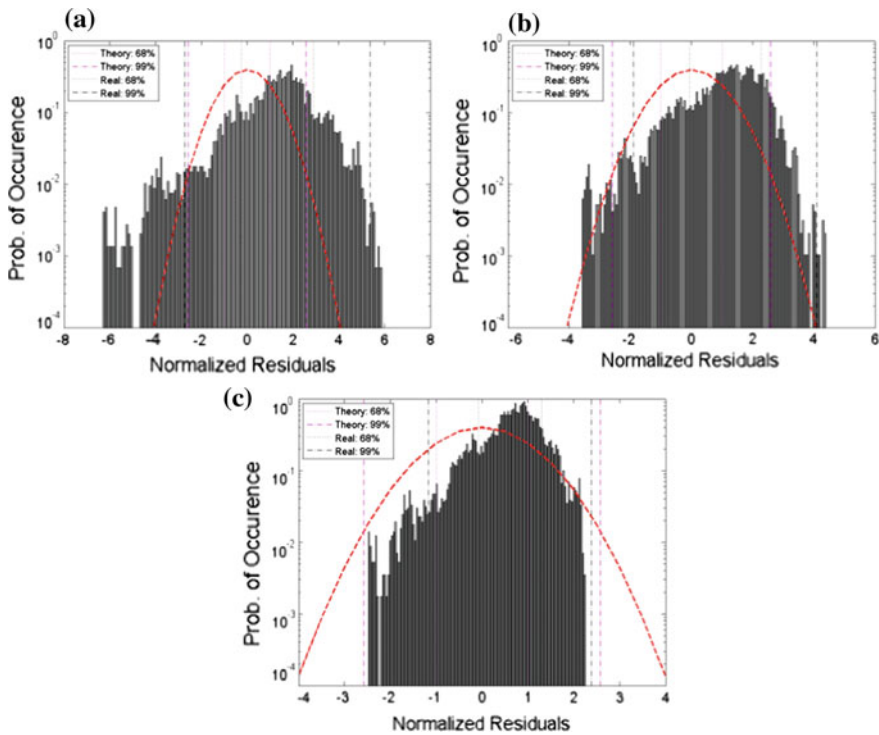 (a)
10^0
10^-1
10^-2
10^-3
10^-4
Prob. of Occurence
Theory: 68%
Theory: 99%
Real: 68%
Real: 99%
-8 -6 -4 -2 0 2 4 6 8
Normalized Residuals
(b)
10^0
10^-1
10^-2
10^-3
10^-4
Prob. of Occurence
Theory: 68%
Theory: 99%
Real: 68%
Real: 99%
-6 -4 -2 0 2 4 6
Normalized Residuals
(c)
10^0
10^-1
10^-2
10^-3
10^-4
Prob. of Occurence
Theory: 68%
Theory: 99%
Real: 68%
Real: 99%
-4 -3 -2 -1 0 1 2 3 4
Normalized Residuals